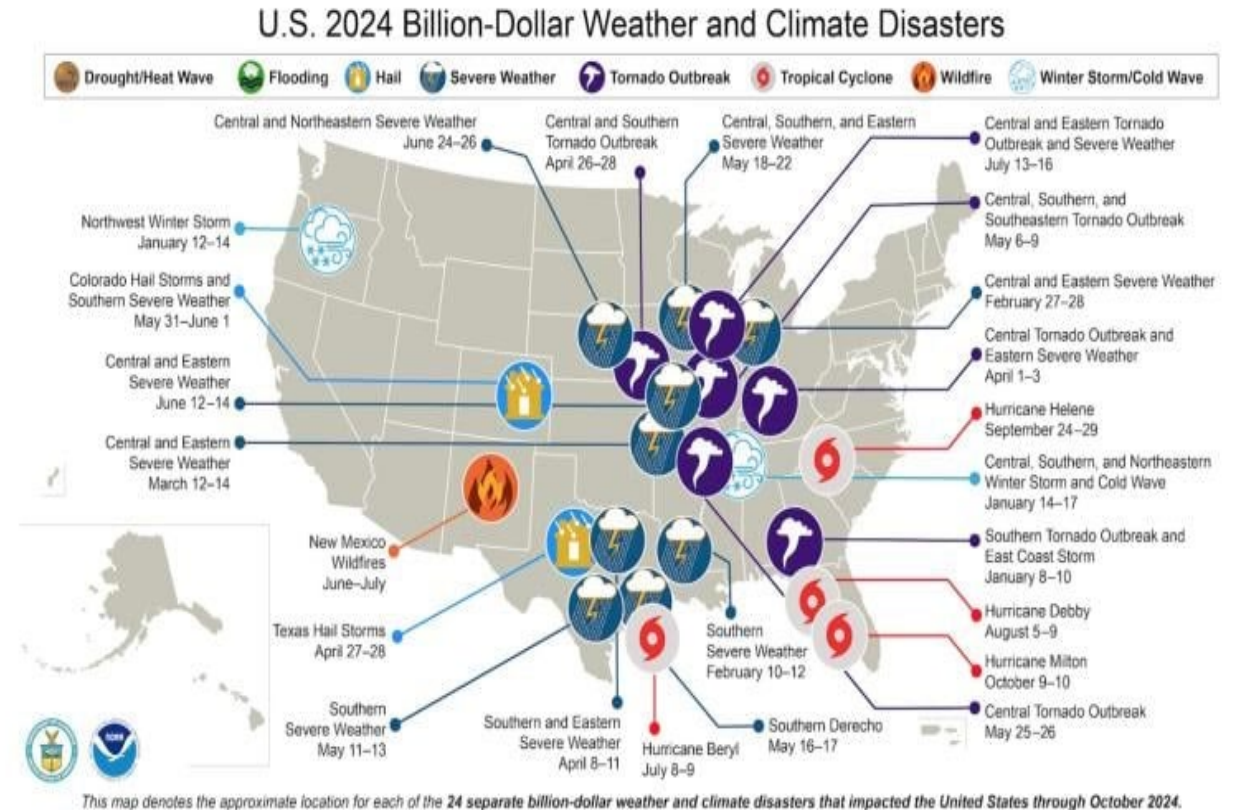 U.S. 2024 Billion-Dollar Weather and Climate Disasters
Drought/Heat Wave Flooding Hail Severe Weather Tornado Outbreak Tropical Cyclone Wildfire Winter Storm/Cold Wave
Central and Northeastern Severe Weather
June 24–26
Central and Southern
Tornado Outbreak
April 26–28
Central, Southern, and Eastern
Severe Weather
May 18–22
Central and Eastern Tornado
Outbreak and Severe Weather
July 13–16
Northwest Winter Storm
January 12–14
Central, Southern, and
Southeastern Tornado Outbreak
May 6–9
Colorado Hail Storms and
Southern Severe Weather
May 31–June 1
Central and Eastern Severe Weather
February 27–28
Central and Eastern
Severe Weather
June 12–14
Central Tornado Outbreak and
Eastern Severe Weather
April 1–3
Central and Eastern
Severe Weather
March 12–14
Hurricane Helene
September 24–29
Central, Southern, and Northeastern
Winter Storm and Cold Wave
January 14–17
New Mexico
Wildfires
June–July
Southern Tornado Outbreak and
East Coast Storm
January 8–10
Texas Hail Storms
April 27–28
Hurricane Debby
August 5–9
Southern
Severe Weather
February 10–12
Hurricane Milton
October 9–10
Southern
Severe Weather
May 11–13
Southern and Eastern
Severe Weather
April 8–11
Hurricane Beryl
July 8–9
Southern Derecho
May 16–17
Central Tornado Outbreak
May 25–26
This map denotes the approximate location for each of the 24 separate billion-dollar weather and climate disasters that impacted the United States through October 2024.